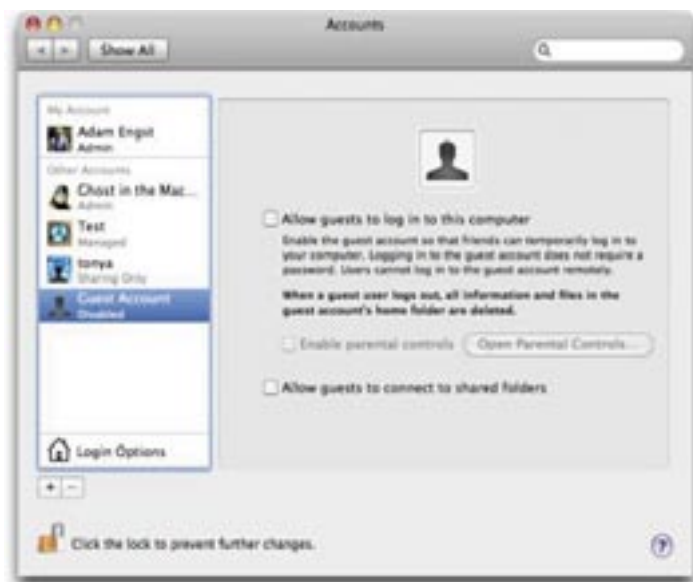 Accounts
Show All
My Account
Adam Engst
Admin
Other Accounts
Ghost in the Mac...
Admin
Test
Managed
tonya
Sharing Only
Guest Account
Disabled
Login Options
+ −
Allow guests to log in to this computer
Enable the guest account so that friends can temporarily log in to
your computer. Logging in to the guest account does not require a
password. Users cannot log in to the guest account remotely.
When a guest user logs out, all information and files in the
guest account's home folder are deleted.
Enable parental controls
Open Parental Controls...
Allow guests to connect to shared folders
Click the lock to prevent further changes.
?